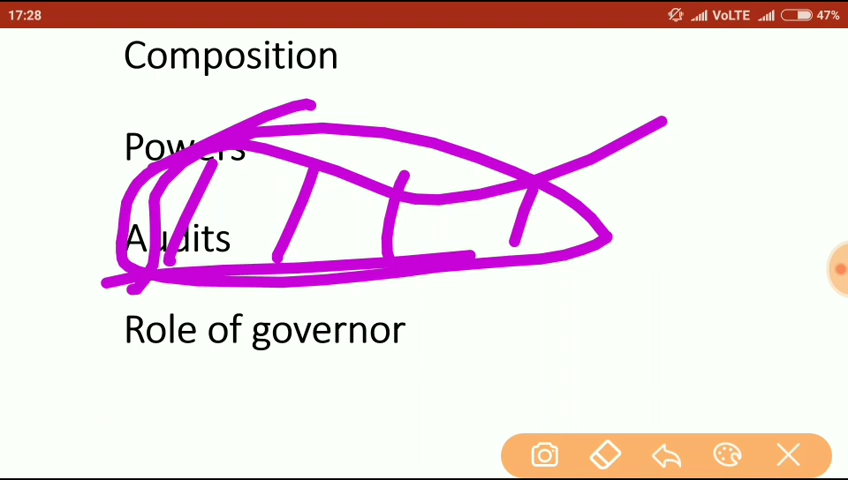 17:28 VoLTE 47%
Composition
Powers
Audits
Role of governor